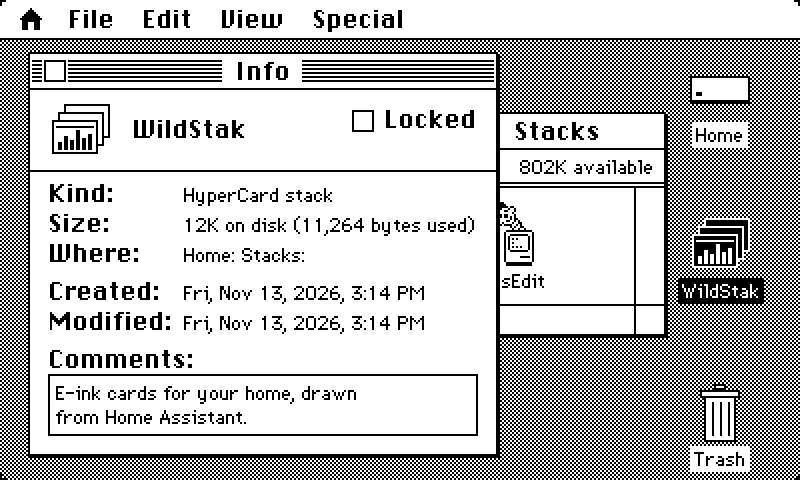 File Edit View Special
Info
WildStak
Locked
Kind: HyperCard stack
Size: 12K on disk (11,264 bytes used)
Where: Home: Stacks:
Created: Fri, Nov 13, 2026, 3:14 PM
Modified: Fri, Nov 13, 2026, 3:14 PM
Comments:
E-ink cards for your home, drawn
from Home Assistant.
Stacks
802K available
sEdit
Home
WildStak
Trash